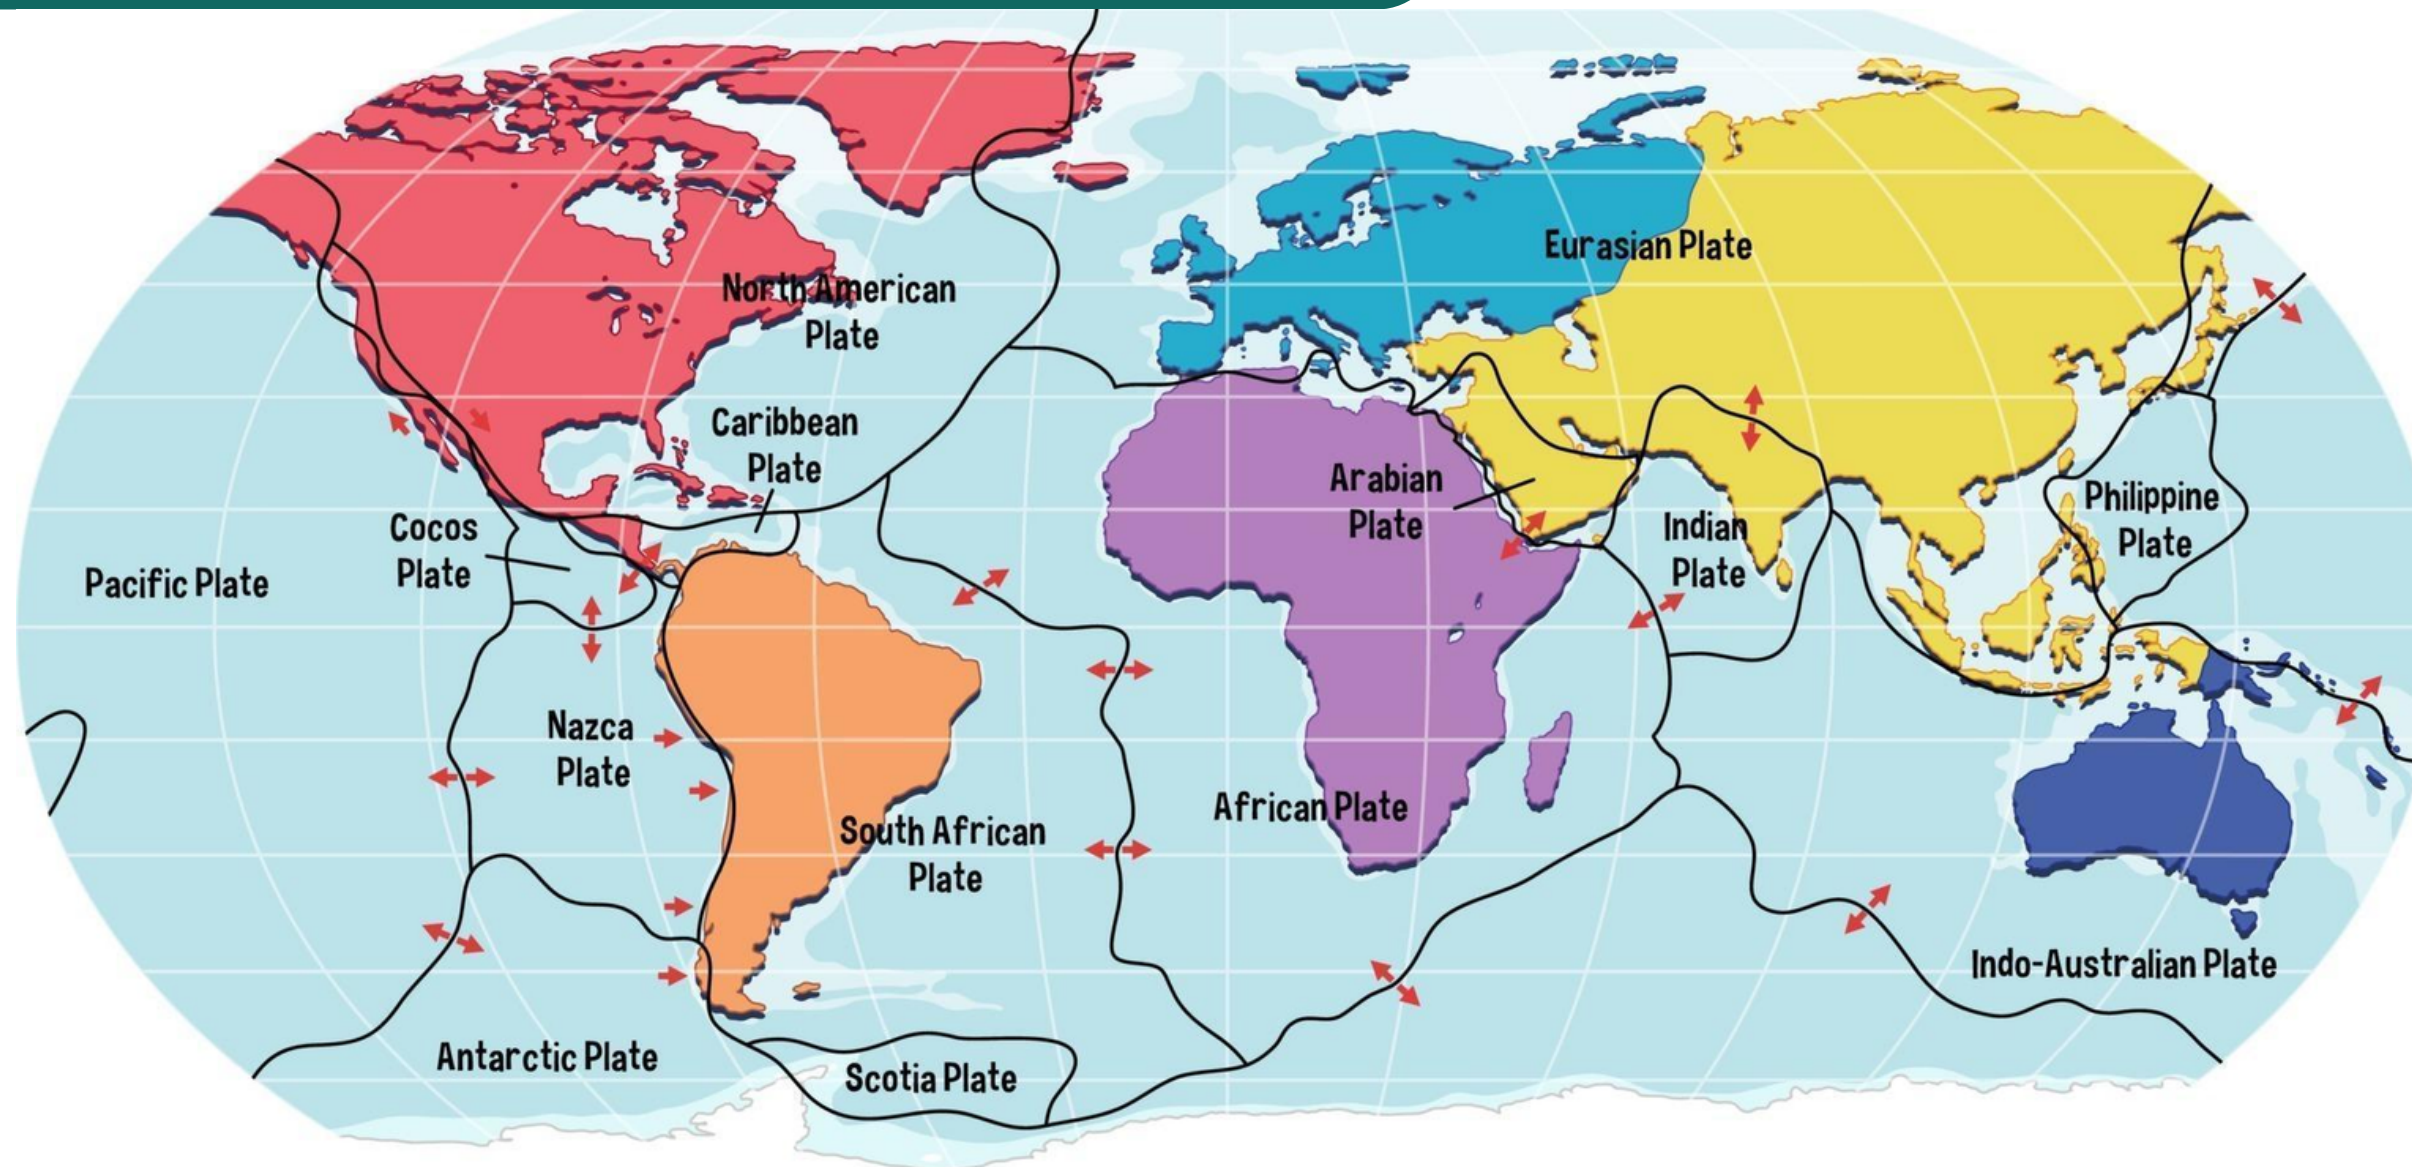 Eurasian Plate
North American
Plate
Caribbean
Plate
Arabian
Plate
Philippine
Plate
Cocos
Plate
Indian
Plate
Pacific Plate
Nazca
Plate
African Plate
South African
Plate
Indo-Australian Plate
Antarctic Plate
Scotia Plate